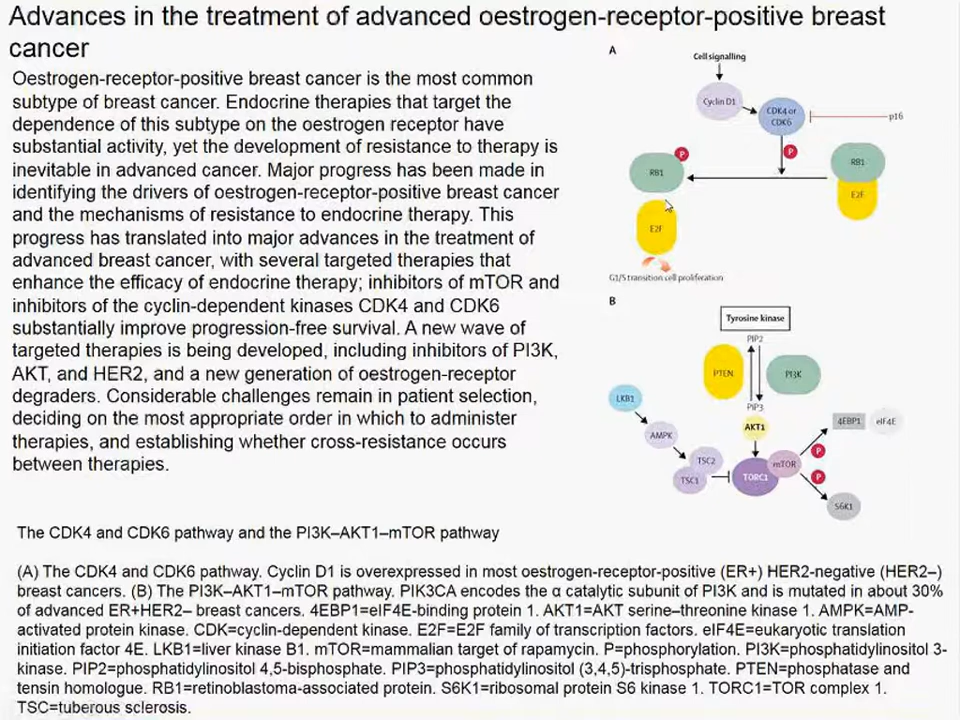 Advances in the treatment of advanced oestrogen-receptor-positive breast
cancer
Oestrogen-receptor-positive breast cancer is the most common
subtype of breast cancer. Endocrine therapies that target the
dependence of this subtype on the oestrogen receptor have
substantial activity, yet the development of resistance to therapy is
inevitable in advanced cancer. Major progress has been made in
identifying the drivers of oestrogen-receptor-positive breast cancer
and the mechanisms of resistance to endocrine therapy. This
progress has translated into major advances in the treatment of
advanced breast cancer, with several targeted therapies that
enhance the efficacy of endocrine therapy; inhibitors of mTOR and
inhibitors of the cyclin-dependent kinases CDK4 and CDK6
substantially improve progression-free survival. A new wave of
targeted therapies is being developed, including inhibitors of PI3K,
AKT, and HER2, and a new generation of oestrogen-receptor
degraders. Considerable challenges remain in patient selection,
deciding on the most appropriate order in which to administer
therapies, and establishing whether cross-resistance occurs
between therapies.
A
Cell signalling
Cyclin D1
CDK4 or
CDK6
p16
P
P
RB1
RB1
E2F
E2F
G1/S transition cell proliferation
B
Tyrosine kinase
PIP2
PTEN
PI3K
PIP3
LKB1
AKT1
4EBP1
eIF4E
AMPK
P
TSC2
mTOR
TSC1
TORC1
P
S6K1
The CDK4 and CDK6 pathway and the PI3K–AKT1–mTOR pathway
(A) The CDK4 and CDK6 pathway. Cyclin D1 is overexpressed in most oestrogen-receptor-positive (ER+) HER2-negative (HER2–)
breast cancers. (B) The PI3K–AKT1–mTOR pathway. PIK3CA encodes the α catalytic subunit of PI3K and is mutated in about 30%
of advanced ER+HER2– breast cancers. 4EBP1=eIF4E-binding protein 1. AKT1=AKT serine–threonine kinase 1. AMPK=AMP-
activated protein kinase. CDK=cyclin-dependent kinase. E2F=E2F family of transcription factors. eIF4E=eukaryotic translation
initiation factor 4E. LKB1=liver kinase B1. mTOR=mammalian target of rapamycin. P=phosphorylation. PI3K=phosphatidylinositol 3-
kinase. PIP2=phosphatidylinositol 4,5-bisphosphate. PIP3=phosphatidylinositol (3,4,5)-trisphosphate. PTEN=phosphatase and
tensin homologue. RB1=retinoblastoma-associated protein. S6K1=ribosomal protein S6 kinase 1. TORC1=TOR complex 1.
TSC=tuberous sclerosis.